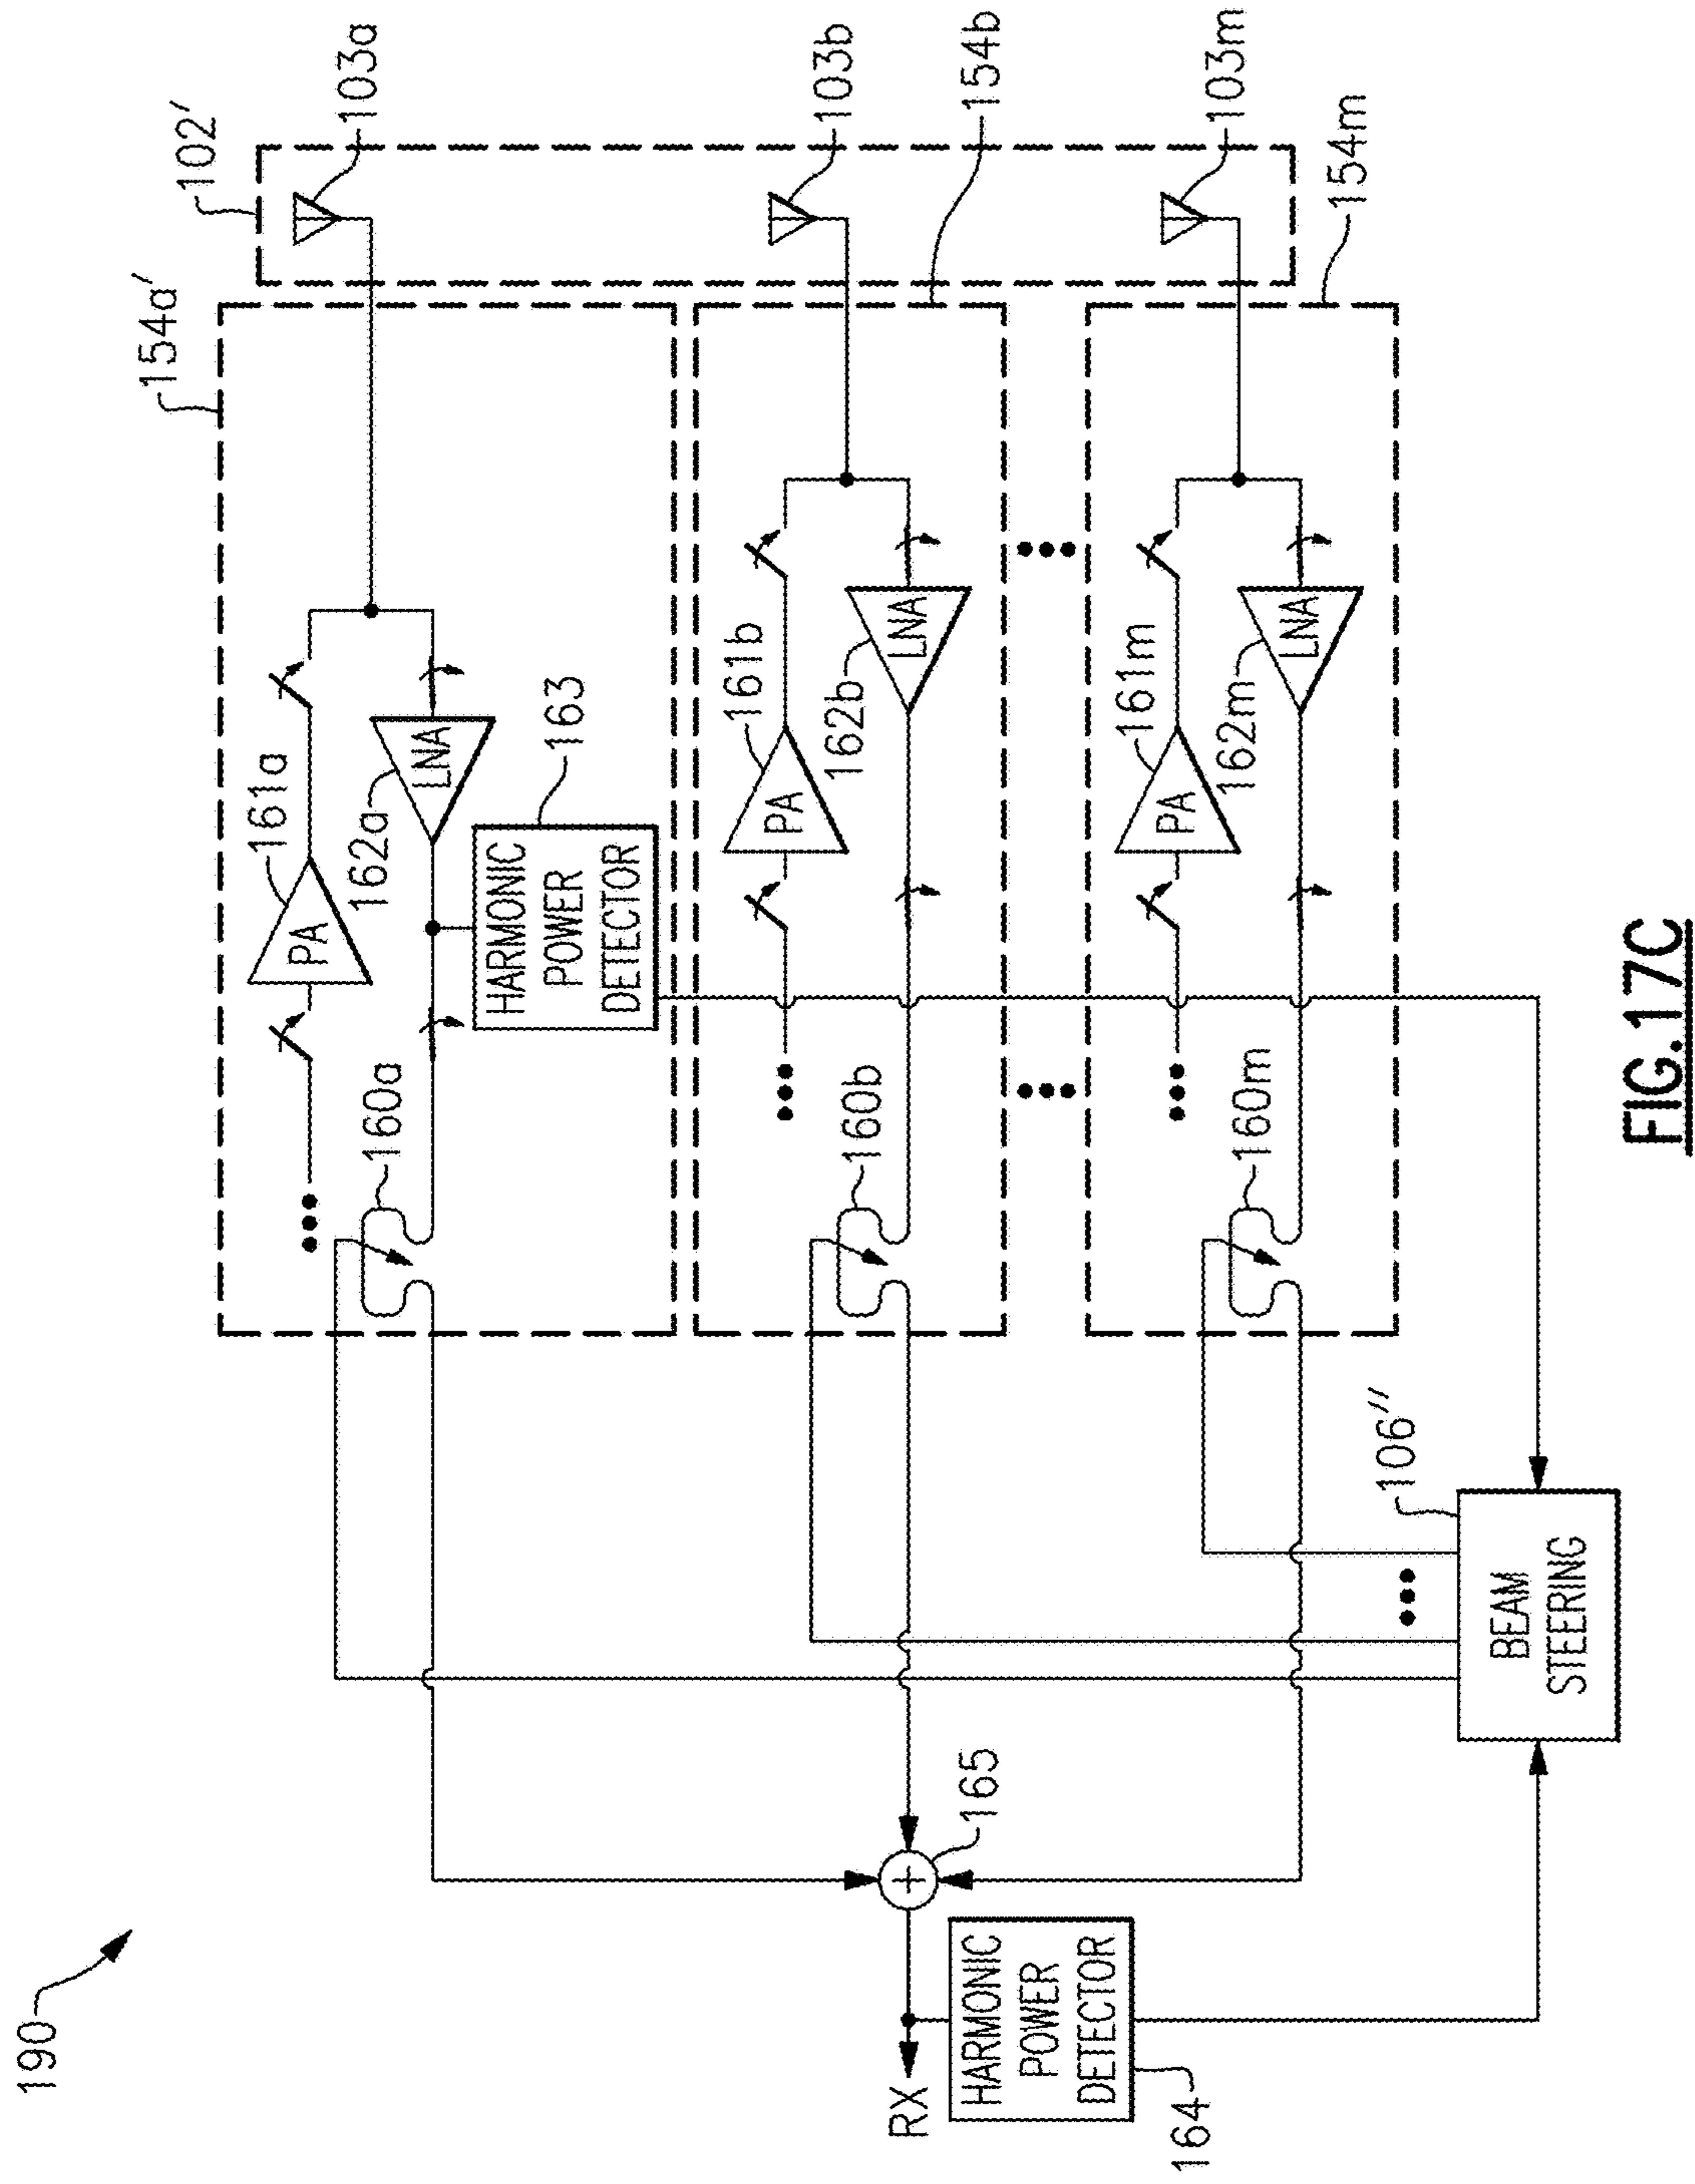 190
154a′
102′
103a
103b
103m
154b
154m
161a
PA
162a
LNA
HARMONIC
POWER
DETECTOR
163
160a
161b
PA
162b
LNA
160b
161m
PA
162m
LNA
160m
165
RX
HARMONIC
POWER
DETECTOR
164
BEAM
STEERING
106′′
FIG.17C